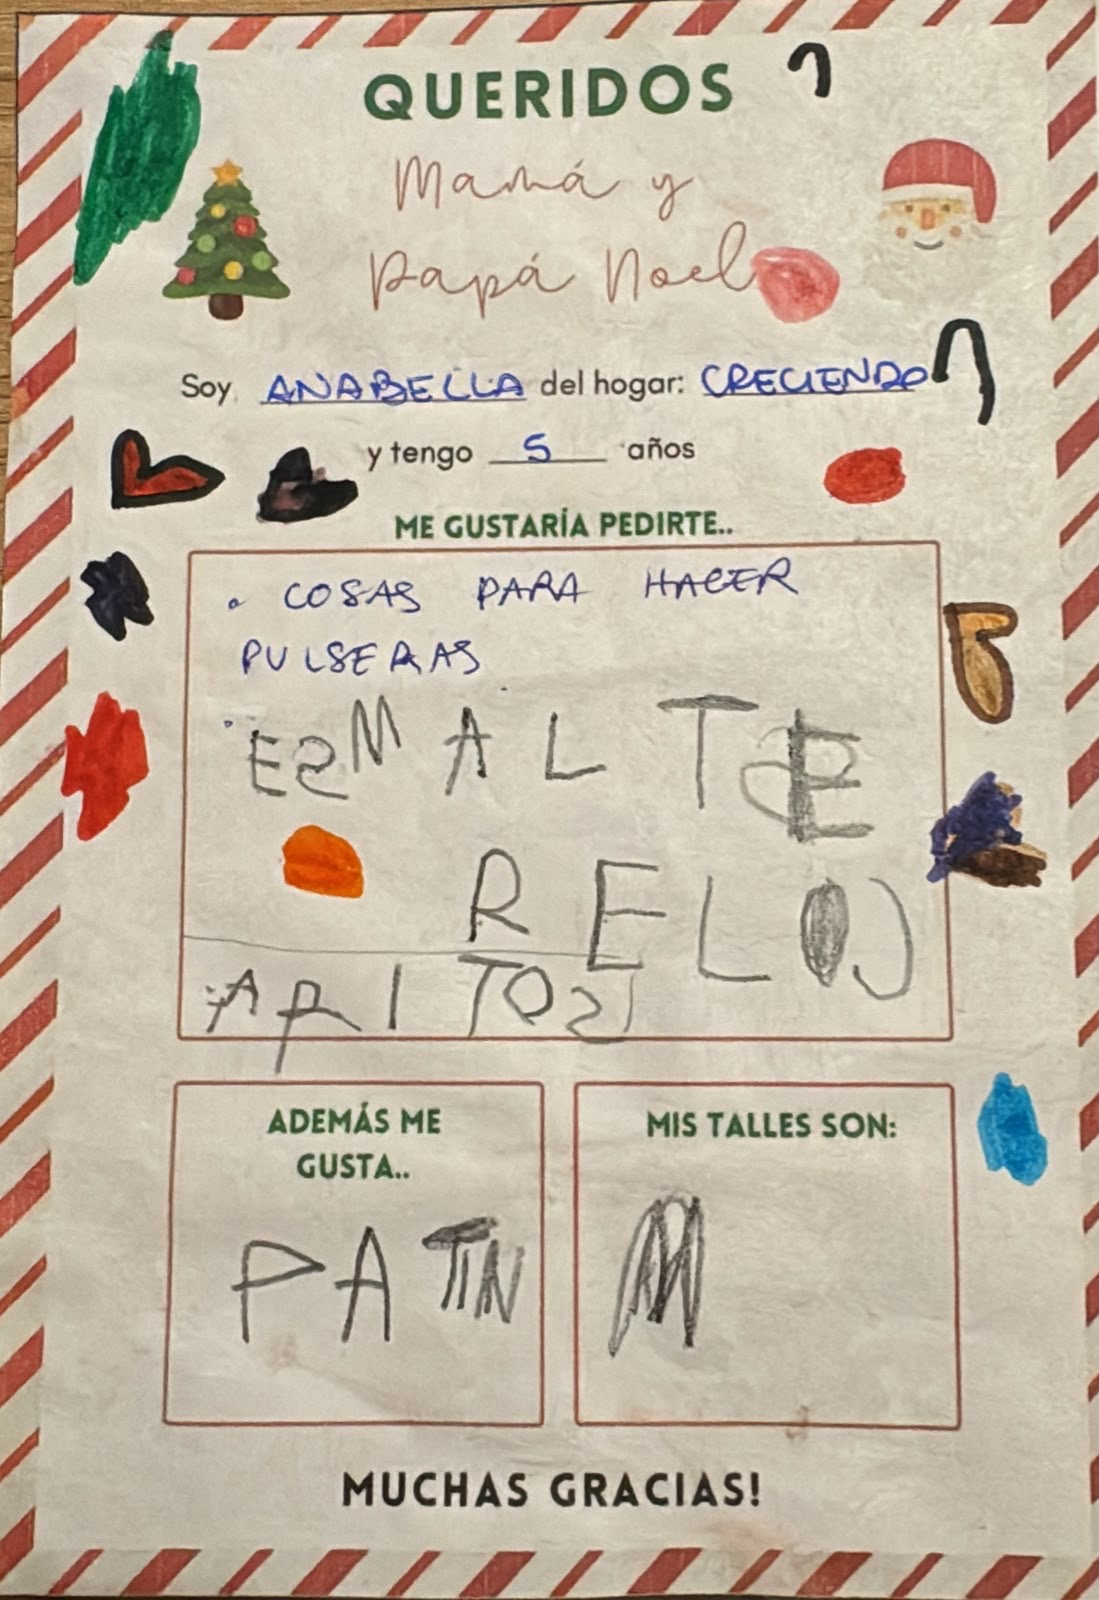 QUERIDOS
Mamá y
Papá Noel
Soy ANABELLA del hogar: CRECIENDO
y tengo 5 años
ME GUSTARÍA PEDIRTE..
• COSAS PARA HACER
PULSERAS
• ESMALTE
RELOJ
ARITOS
ADEMÁS ME
GUSTA..
PATIN
MIS TALLES SON:
M
MUCHAS GRACIAS!